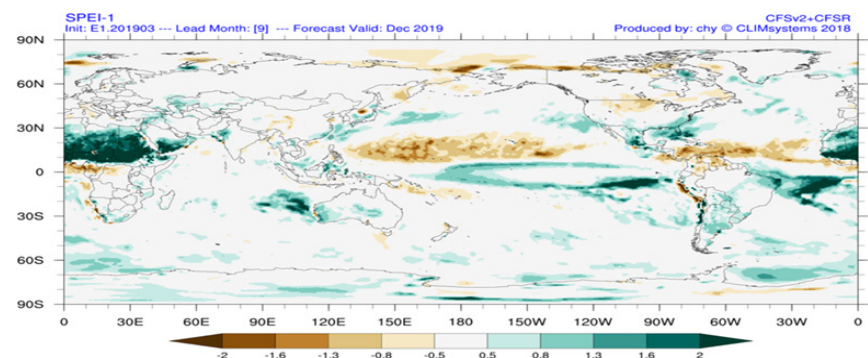 SPEI-1
CFSv2+CFSR
Init: E1.201903 --- Lead Month: [9] --- Forecast Valid: Dec 2019
Produced by: chy © CLIMsystems 2018
90N
60N
30N
0
30S
60S
90S
0 30E 60E 90E 120E 150E 180 150W 120W 90W 60W 30W 0
-2 -1.6 -1.3 -0.8 -0.5 0.5 0.8 1.3 1.6 2